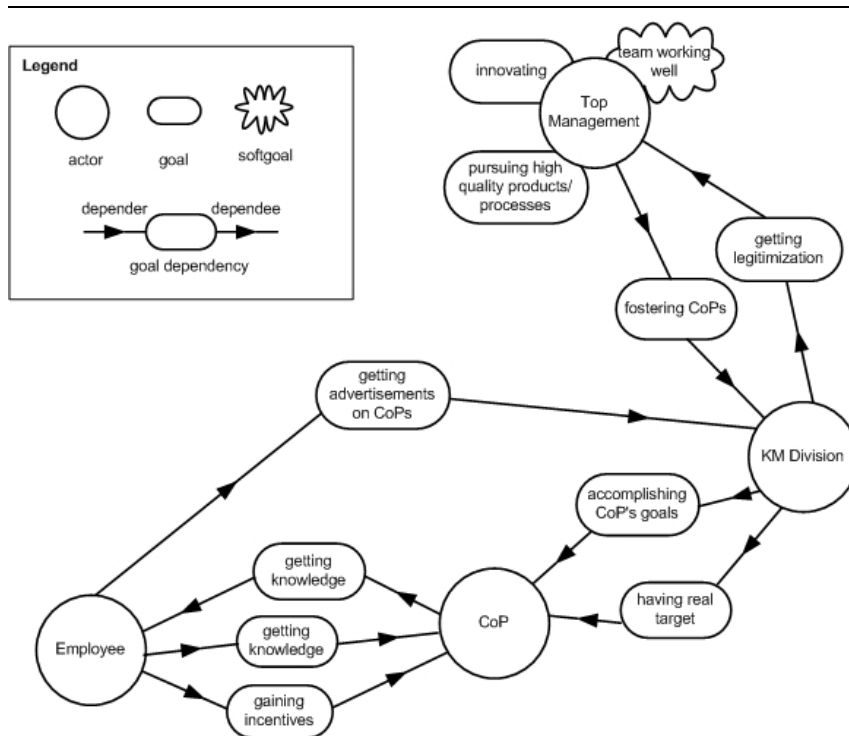 Legend
actor
goal
softgoal
depender
dependee
goal dependency
innovating
team working
well
Top
Management
pursuing high
quality products/
processes
getting
legitimization
fostering CoPs
getting
advertisements
on CoPs
KM Division
accomplishing
CoP's goals
getting
knowledge
having real
target
CoP
Employee
getting
knowledge
gaining
incentives